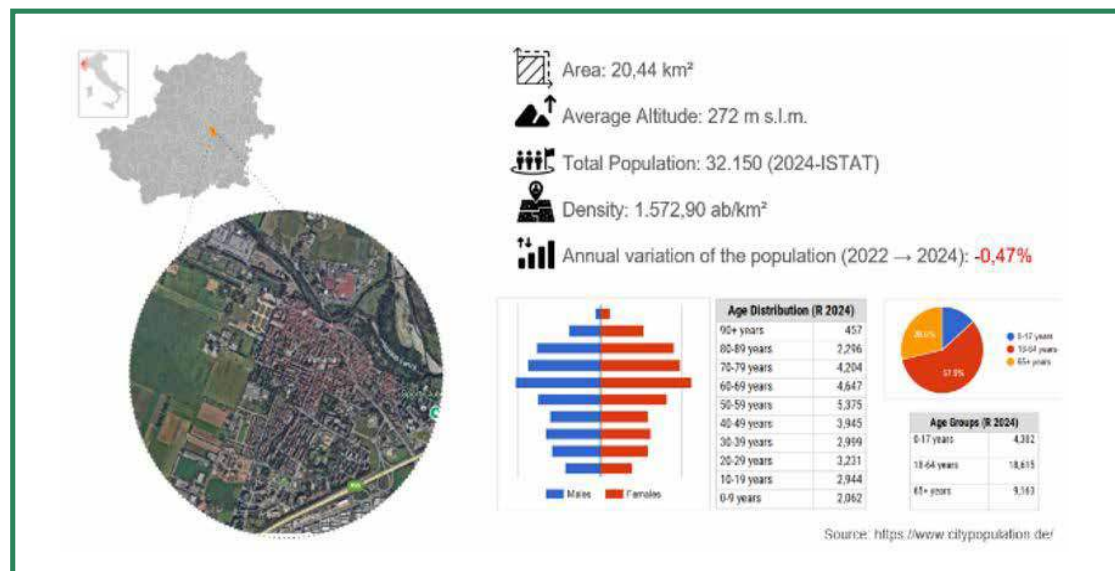 Area: 20,44 km²
Average Altitude: 272 m s.l.m.
Total Population: 32.150 (2024-ISTAT)
Density: 1.572,90 ab/km²
Annual variation of the population (2022 → 2024): -0,47%
Males
Females
Age Distribution (R 2024)
90+ years 457
80-89 years 2,296
70-79 years 4,204
60-69 years 4,647
50-59 years 5,375
40-49 years 3,945
30-39 years 2,999
20-29 years 3,231
10-19 years 2,944
0-9 years 2,062
57.9%
0-17 years
18-64 years
65+ years
Age Groups (R 2024)
0-17 years
18-64 years 18,615
65+ years 9,163
Source: https://www.citypopulation.de/